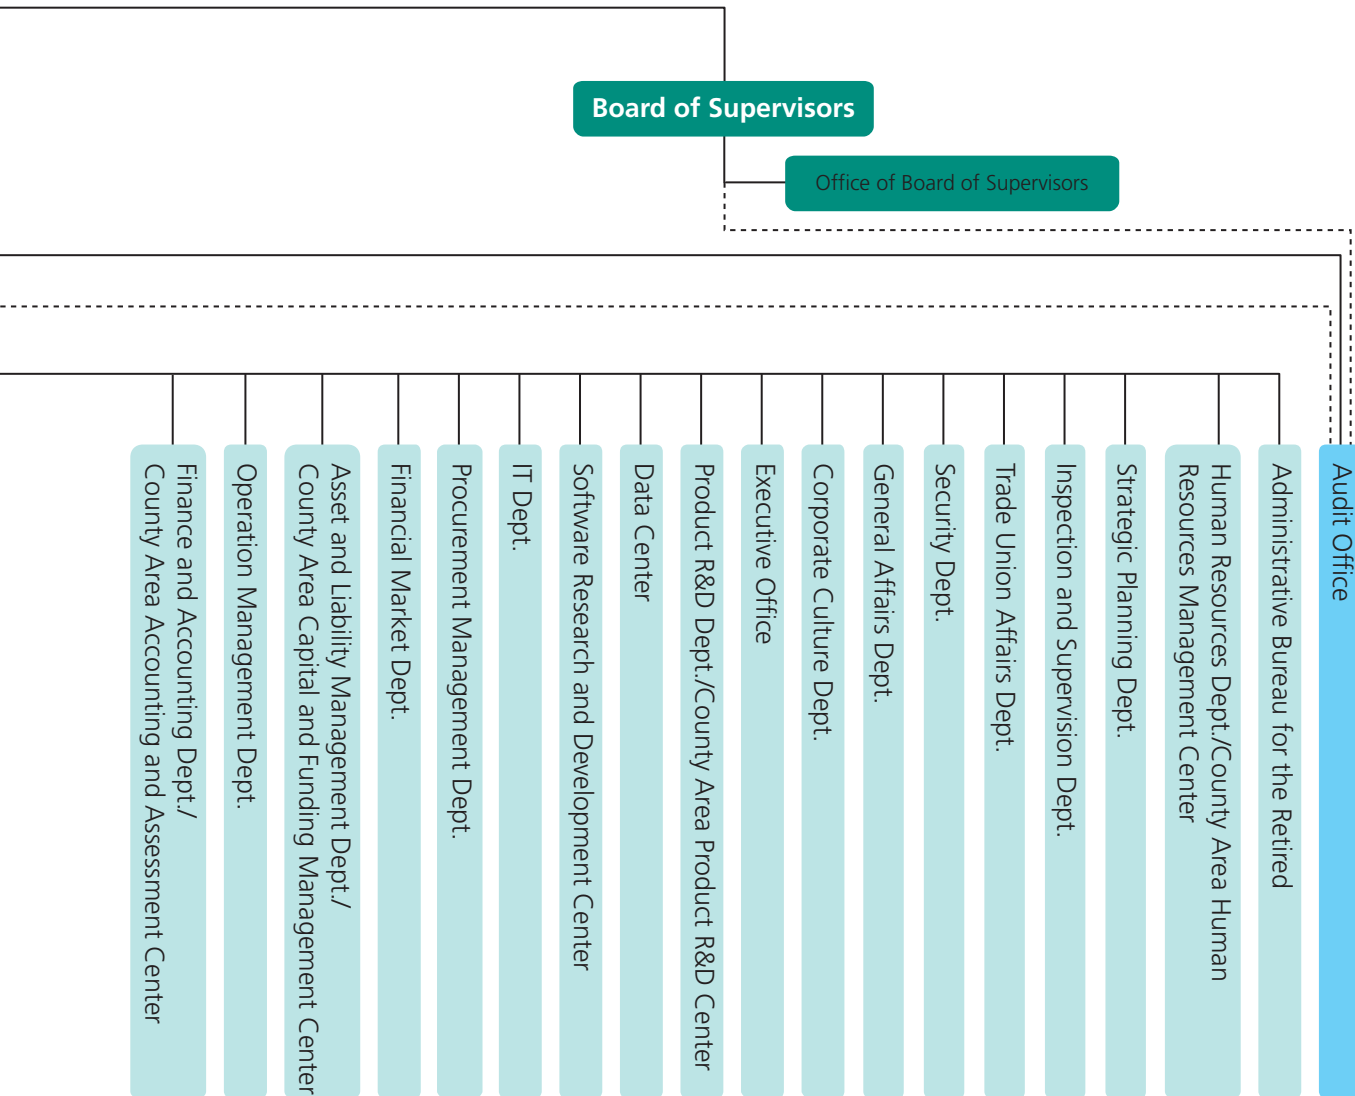 Board of Supervisors
Office of Board of Supervisors
Finance and Accounting Dept./
County Area Accounting and Assessment Center
Operation Management Dept.
Asset and Liability Management Dept./
County Area Capital and Funding Management Center
Financial Market Dept.
Procurement Management Dept.
IT Dept.
Software Research and Development Center
Data Center
Product R&D Dept./County Area Product R&D Center
Executive Office
Corporate Culture Dept.
General Affairs Dept.
Security Dept.
Trade Union Affairs Dept.
Inspection and Supervision Dept.
Strategic Planning Dept.
Human Resources Dept./County Area Human
Resources Management Center
Administrative Bureau for the Retired
Audit Office